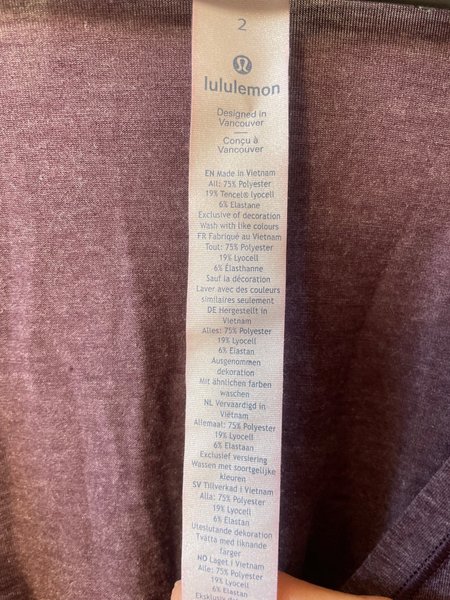 2
lululemon
Designed in
Vancouver
Conçu à
Vancouver
EN Made in Vietnam
All: 75% Polyester
19% Tencel® lyocell
6% Elastane
Exclusive of decoration
Wash with like colours
FR Fabriqué au Vietnam
Tout: 75% Polyester
19% Lyocell
6% Élasthanne
Sauf la décoration
Laver avec des couleurs
similaires seulement
DE Hergestellt in
Vietnam
Alles: 75% Polyester
19% Lyocell
6% Elastan
Ausgenommen
dekoration
Mit ähnlichen farben
waschen
NL Vervaardigd in
Vietnam
Allemaal: 75% Polyester
19% Lyocell
6% Elastaan
Exclusief versiering
Wassen met soortgelijke
kleuren
SV Tillverkad i Vietnam
Alla: 75% Polyester
19% Lyocell
6% Elastan
Uteslutande dekoration
Tvätta med liknande
färger
NO Laget i Vietnam
Alle: 75% Polyester
19% Lyocell
6% Elastan